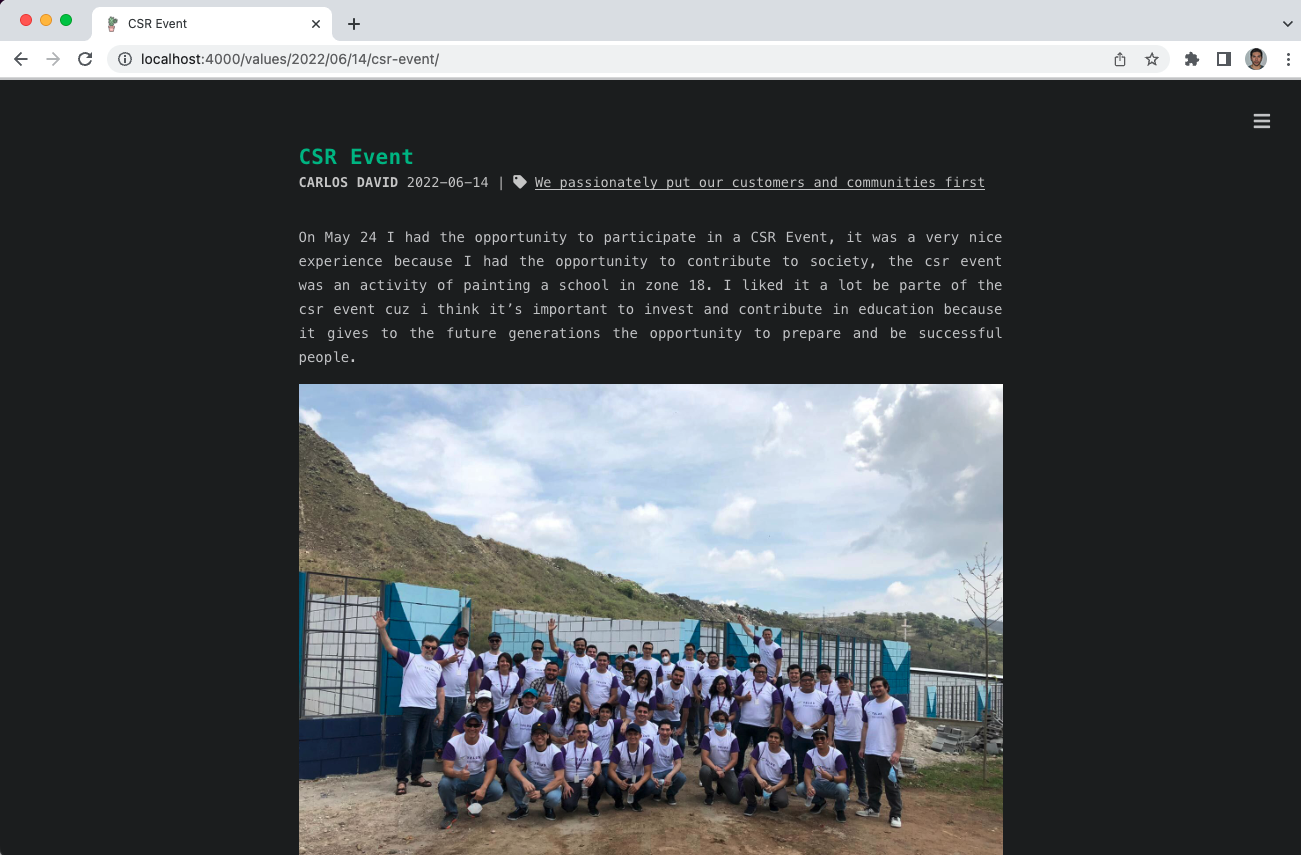 CSR Event
localhost:4000/values/2022/06/14/csr-event/
CSR Event
CARLOS DAVID 2022-06-14 | We passionately put our customers and communities first
On May 24 I had the opportunity to participate in a CSR Event, it was a very nice
experience because I had the opportunity to contribute to society, the csr event
was an activity of painting a school in zone 18. I liked it a lot be parte of the
csr event cuz i think it’s important to invest and contribute in education because
it gives to the future generations the opportunity to prepare and be successful
people.